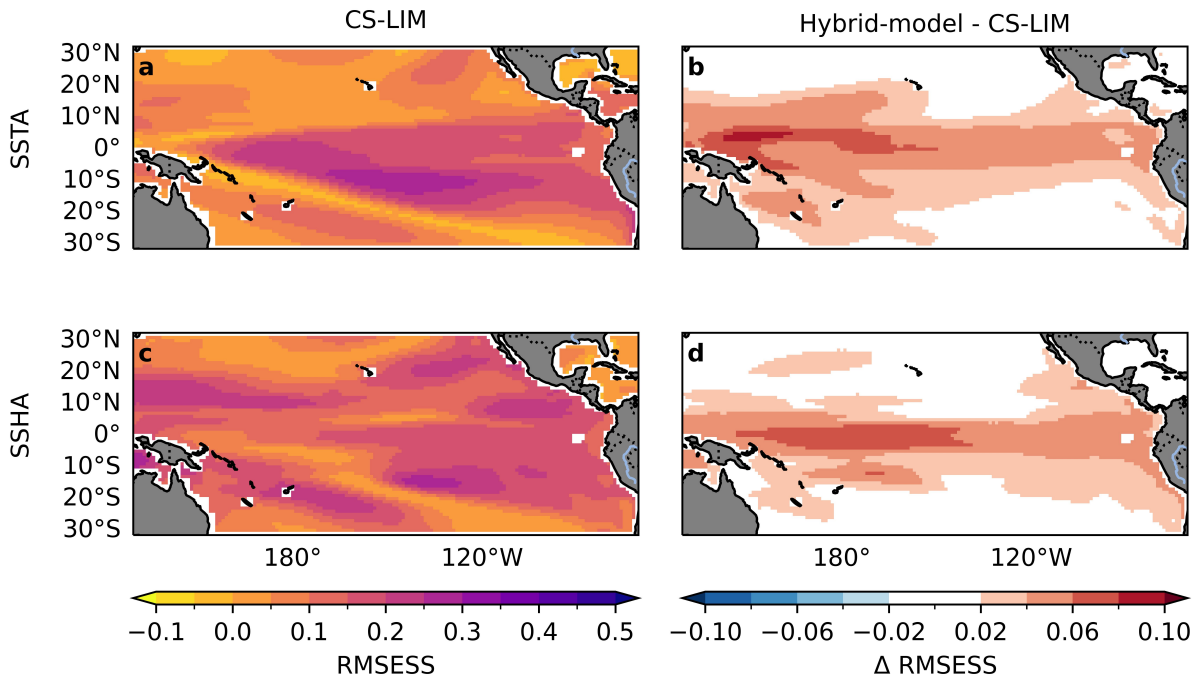 CS-LIM
Hybrid-model - CS-LIM
SSTA
30°N
20°N
10°N
0°
10°S
20°S
30°S
a
b
SSHA
30°N
20°N
10°N
0°
10°S
20°S
30°S
c
d
180°
120°W
180°
120°W
−0.1
0.0
0.1
0.2
0.3
0.4
0.5
RMSESS
−0.10
−0.06
−0.02
0.02
0.06
0.10
Δ RMSESS